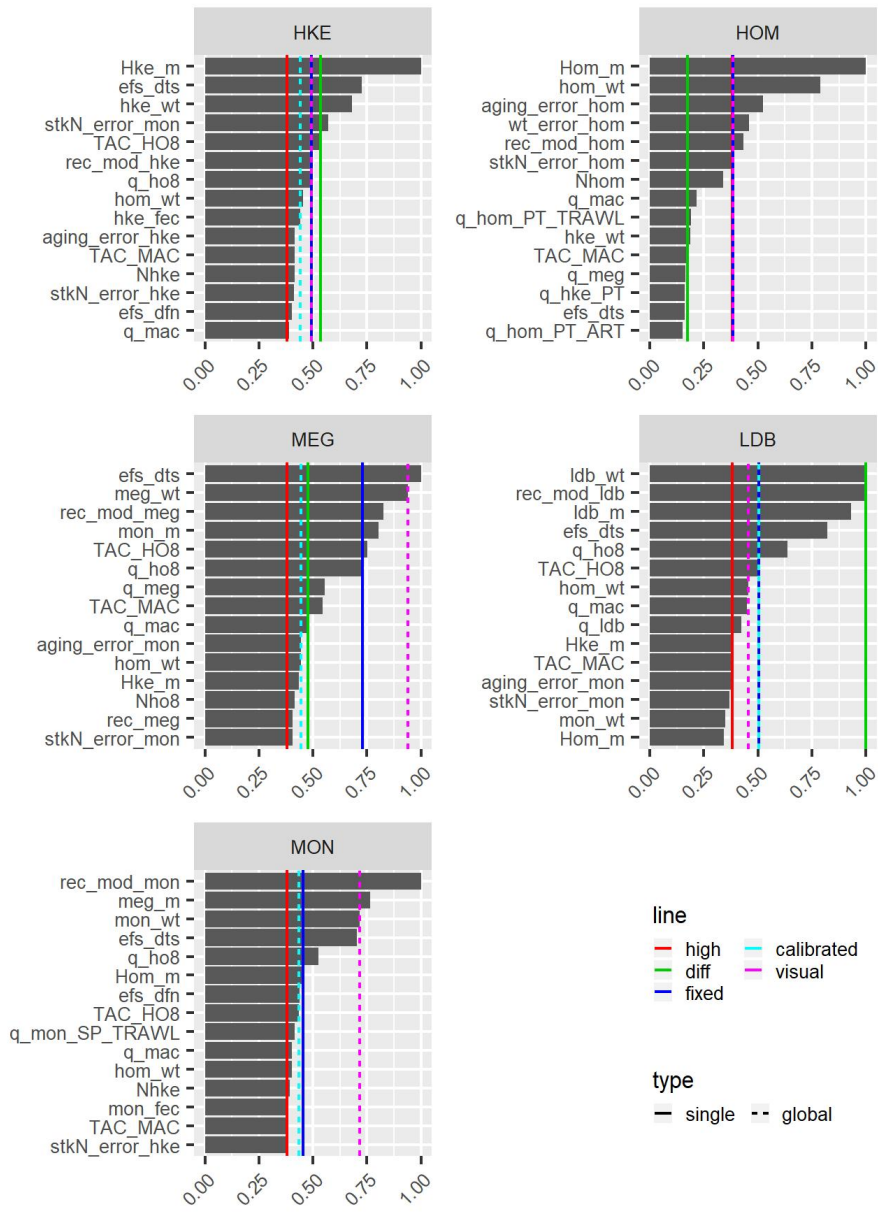 HKE
Hke_m
efs_dts
hke_wt
stkN_error_mon
TAC_HO8
rec_mod_hke
q_ho8
hom_wt
hke_fec
aging_error_hke
TAC_MAC
Nhke
stkN_error_hke
efs_dfn
q_mac
0.00 0.25 0.50 0.75 1.00
HOM
Hom_m
hom_wt
aging_error_hom
wt_error_hom
rec_mod_hom
stkN_error_hom
Nhom
q_mac
q_hom_PT_TRAWL
hke_wt
TAC_MAC
q_meg
q_hke_PT
efs_dts
q_hom_PT_ART
0.00 0.25 0.50 0.75 1.00
MEG
efs_dts
meg_wt
rec_mod_meg
mon_m
TAC_HO8
q_ho8
q_meg
TAC_MAC
q_mac
aging_error_mon
hom_wt
Hke_m
Nho8
rec_meg
stkN_error_mon
0.00 0.25 0.50 0.75 1.00
LDB
ldb_wt
rec_mod_ldb
ldb_m
efs_dts
q_ho8
TAC_HO8
hom_wt
q_mac
q_ldb
Hke_m
TAC_MAC
aging_error_mon
stkN_error_mon
mon_wt
Hom_m
0.00 0.25 0.50 0.75 1.00
MON
rec_mod_mon
meg_m
mon_wt
efs_dts
q_ho8
Hom_m
efs_dfn
TAC_HO8
q_mon_SP_TRAWL
q_mac
hom_wt
Nhke
mon_fec
TAC_MAC
stkN_error_hke
0.00 0.25 0.50 0.75 1.00
line
high calibrated
diff visual
fixed
type
single global